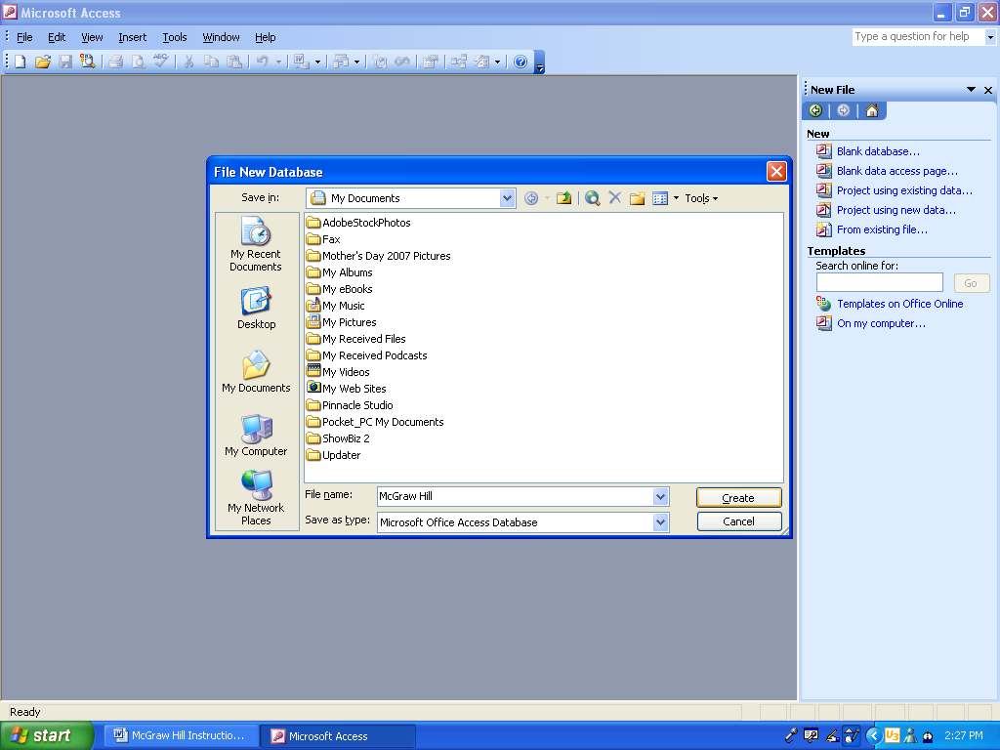 Microsoft Access
File Edit View Insert Tools Window Help
Type a question for help
New File
New
Blank database...
Blank data access page...
Project using existing data...
Project using new data...
From existing file...
Templates
Search online for:
Go
Templates on Office Online
On my computer...
File New Database
Save in: My Documents Tools
My Recent
Documents
Desktop
My Documents
My Computer
My Network
Places
AdobeStockPhotos
Fax
Mother's Day 2007 Pictures
My Albums
My eBooks
My Music
My Pictures
My Received Files
My Received Podcasts
My Videos
My Web Sites
Pinnacle Studio
Pocket_PC My Documents
ShowBiz 2
Updater
File name: McGraw Hill Create
Save as type: Microsoft Office Access Database Cancel
Ready
start McGraw Hill Instructio... Microsoft Access U3 2:27 PM